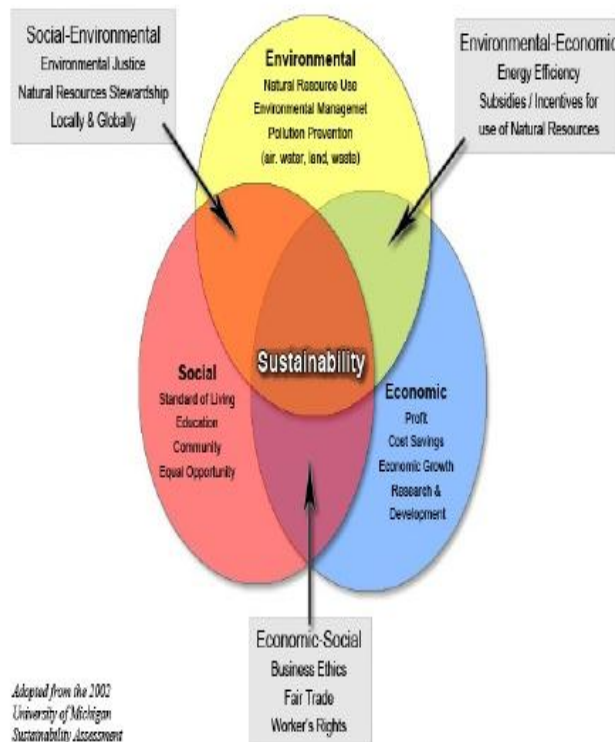 Social-Environmental
Environmental Justice
Natural Resources Stewardship
Locally & Globally
Environmental
Natural Resource Use
Environmental Managemet
Pollution Prevention
(air, water, land, waste)
Environmental-Economic
Energy Efficiency
Subsidies / Incentives for
use of Natural Resources
Sustainability
Social
Standard of Living
Education
Community
Equal Opportunity
Economic
Profit
Cost Savings
Economic Growth
Research &
Development
Economic-Social
Business Ethics
Fair Trade
Worker's Rights
Adopted from the 2002
University of Michigan
Sustainability Assessment